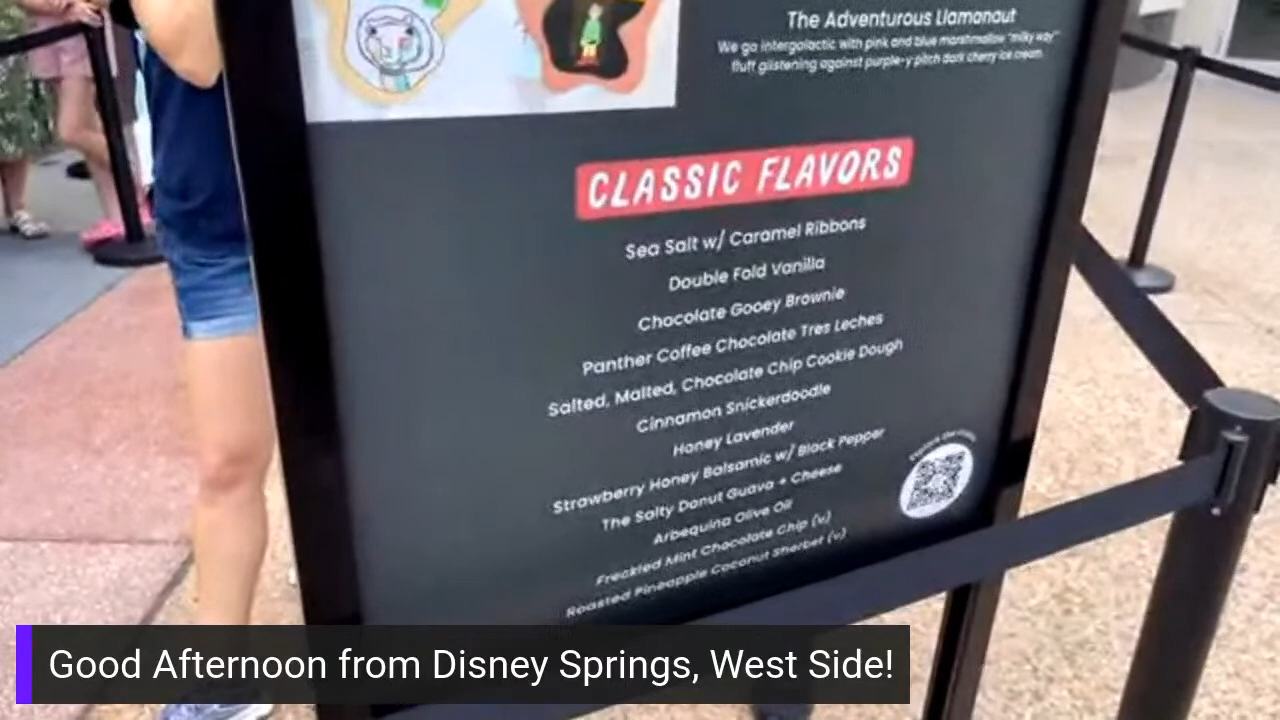 The Adventurous Llamanaut
We go intergalactic with pink and blue marshmallow "milky way"
fluff glistening against purple-y pitch dark cherry ice cream.
CLASSIC FLAVORS
Sea Salt w/ Caramel Ribbons
Double Fold Vanilla
Chocolate Gooey Brownie
Panther Coffee Chocolate Tres Leches
Salted, Malted, Chocolate Chip Cookie Dough
Cinnamon Snickerdoodle
Honey Lavender
Strawberry Honey Balsamic w/ Black Pepper
The Salty Donut Guava + Cheese
Arbequina Olive Oil
Freckled Mint Chocolate Chip (v)
Roasted Pineapple Coconut Sherbet (v)
Good Afternoon from Disney Springs, West Side!